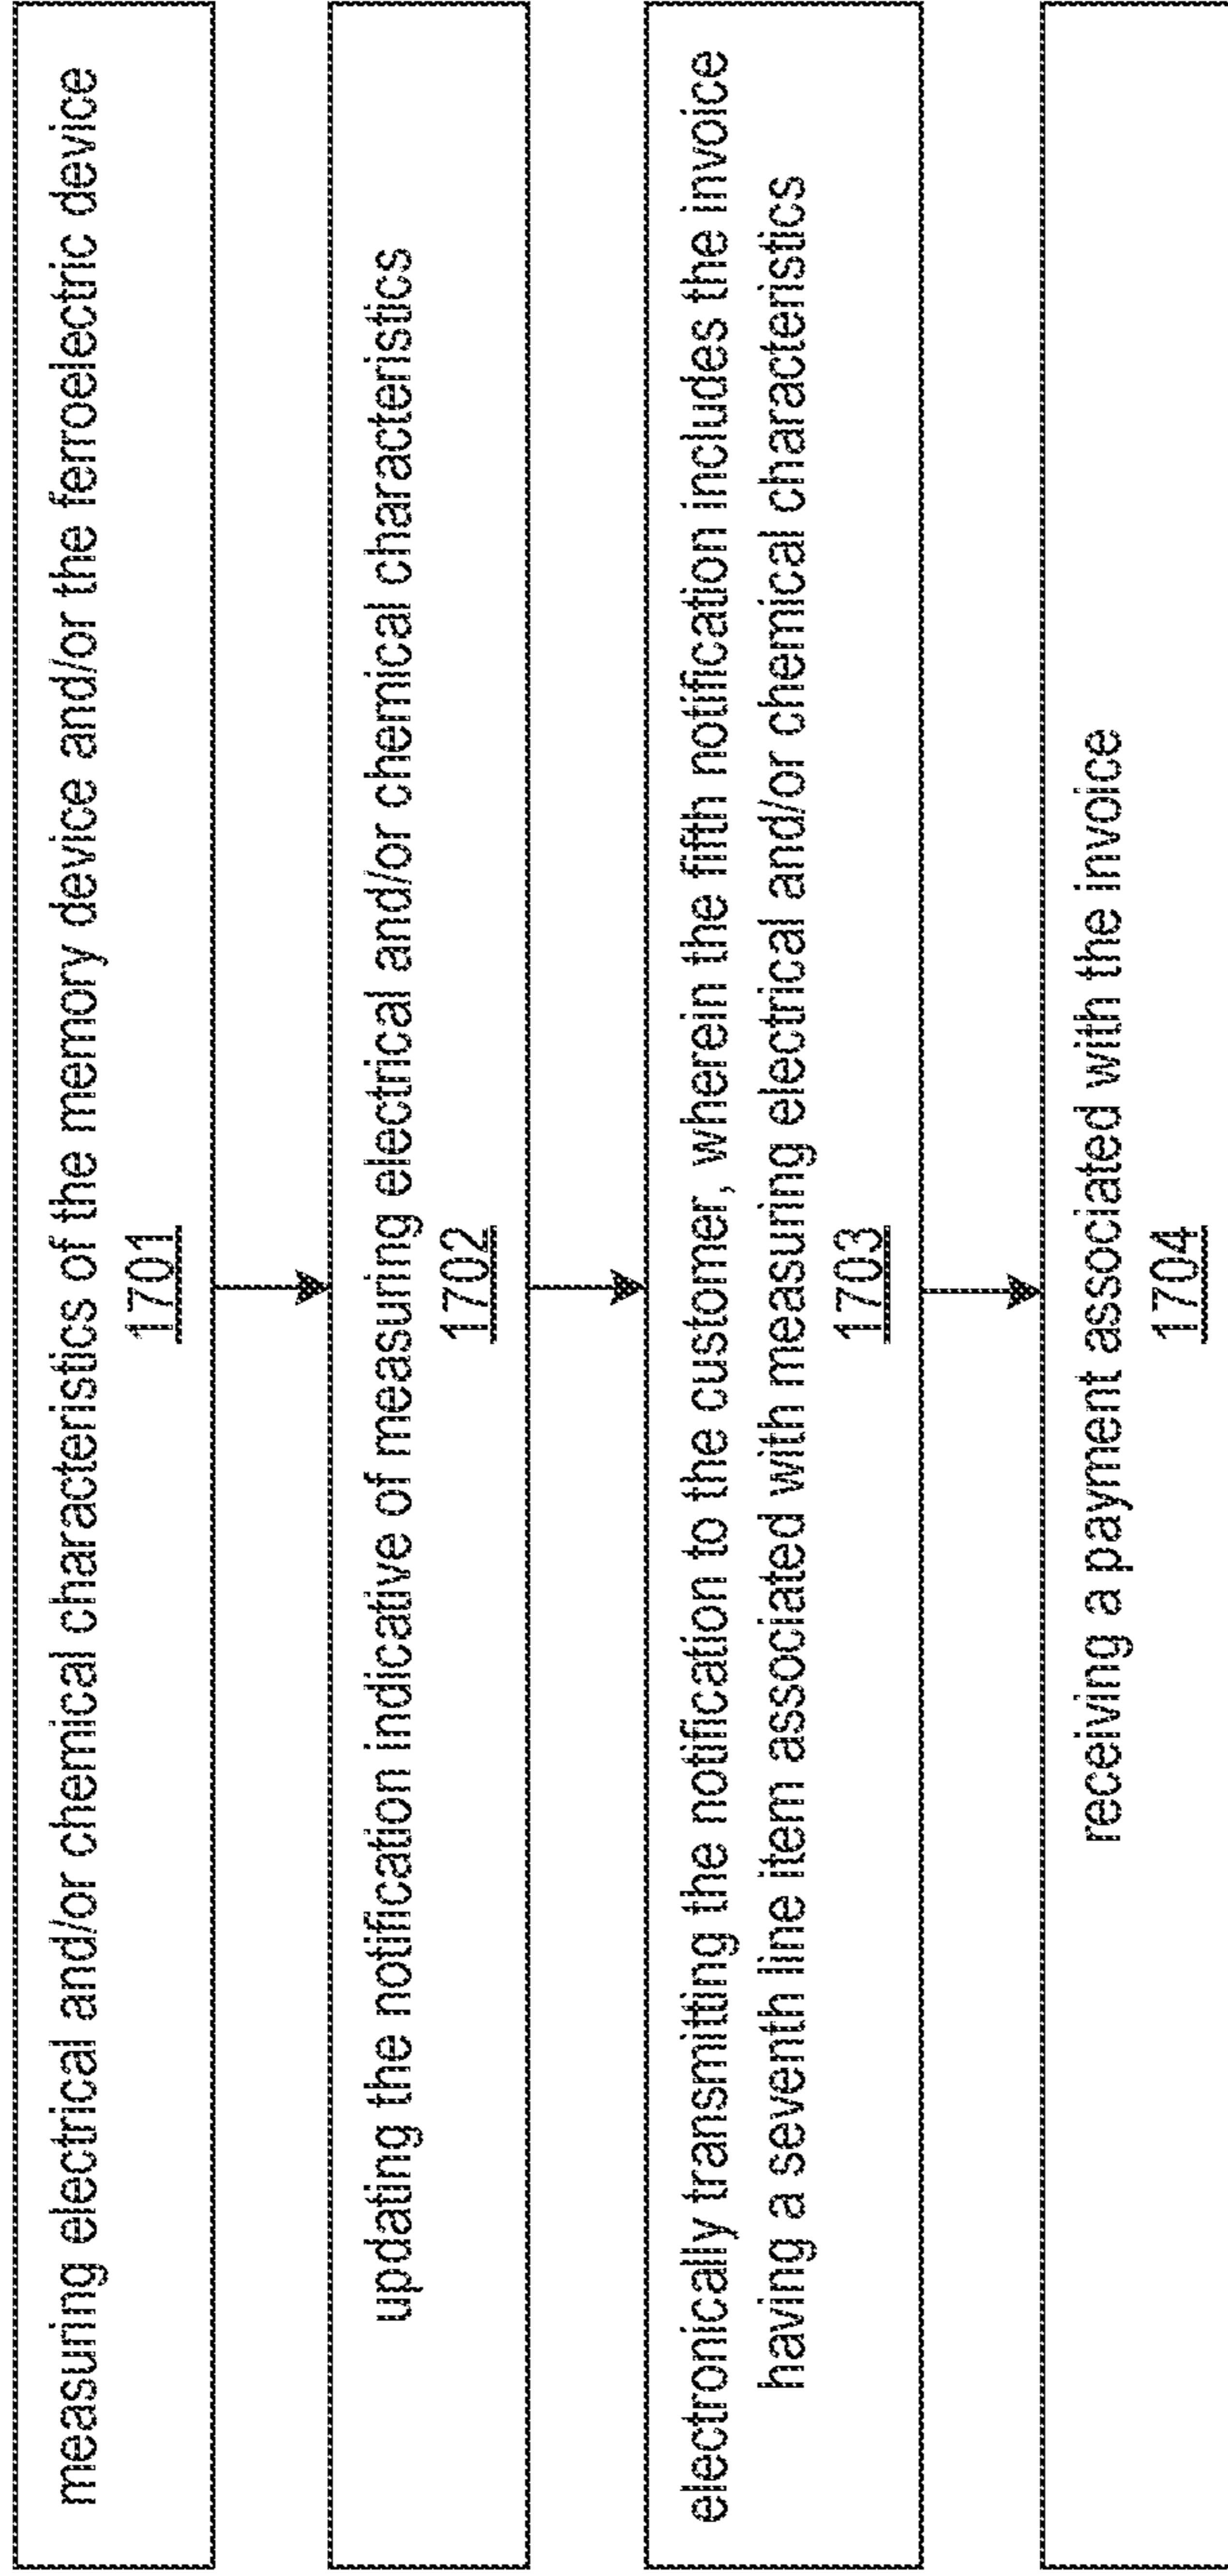 measuring electrical and/or chemical characteristics of the memory device and/or the ferroelectric device
1701
updating the notification indicative of measuring electrical and/or chemical characteristics
1702
electronically transmitting the notification to the customer, wherein the fifth notification includes the invoice
having a seventh line item associated with measuring electrical and/or chemical characteristics
1703
receiving a payment associated with the invoice
1704